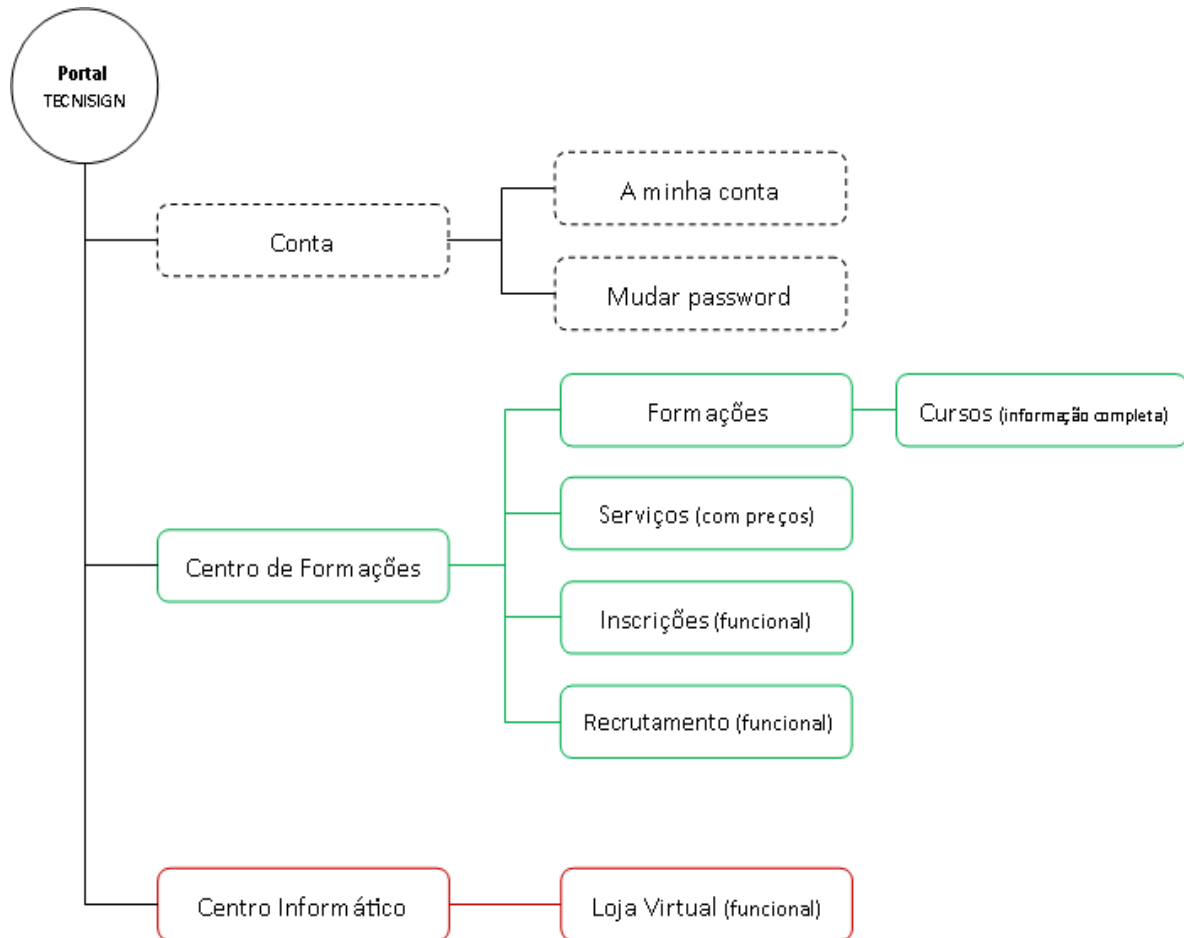 Portal
TECNISIGN
A minha conta
Conta
Mudar password
Formações
Cursos (informação completa)
Serviços (com preços)
Centro de Formações
Inscrições (funcional)
Recrutamento (funcional)
Centro Informático
Loja Virtual (funcional)